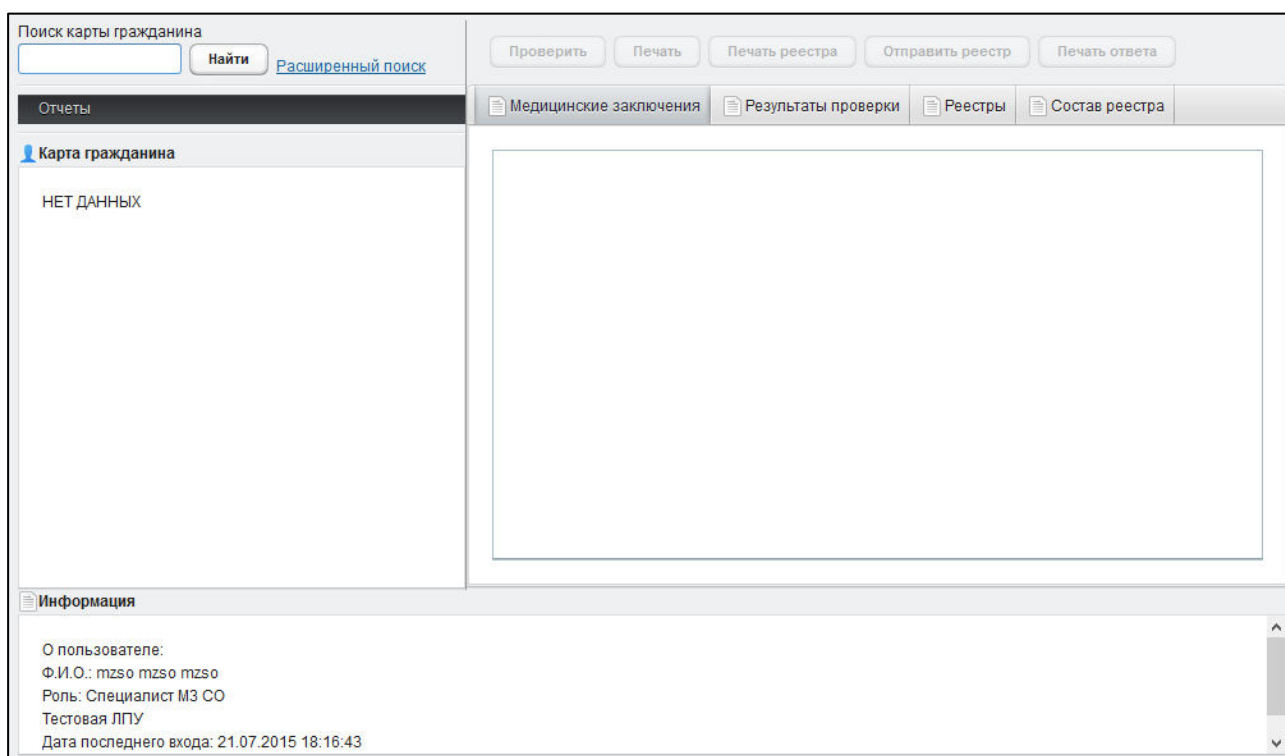 Поиск карты гражданина
Найти Расширенный поиск
Отчеты
Карта гражданина
НЕТ ДАННЫХ
Проверить Печать Печать реестра Отправить реестр Печать ответа
Медицинские заключения Результаты проверки Реестры Состав реестра
Информация
О пользователе:
Ф.И.О.: mzso mzso mzso
Роль: Специалист МЗ СО
Тестовая ЛПУ
Дата последнего входа: 21.07.2015 18:16:43